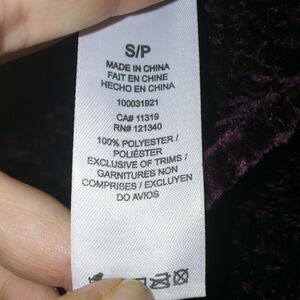 S/P
MADE IN CHINA
FAIT EN CHINE
HECHO EN CHINA
100031921
CA# 11319
RN# 121340
100% POLYESTER /
POLIÉSTER
EXCLUSIVE OF TRIMS /
GARNITURES NON
COMPRISES / EXCLUYEN
DO AVIOS